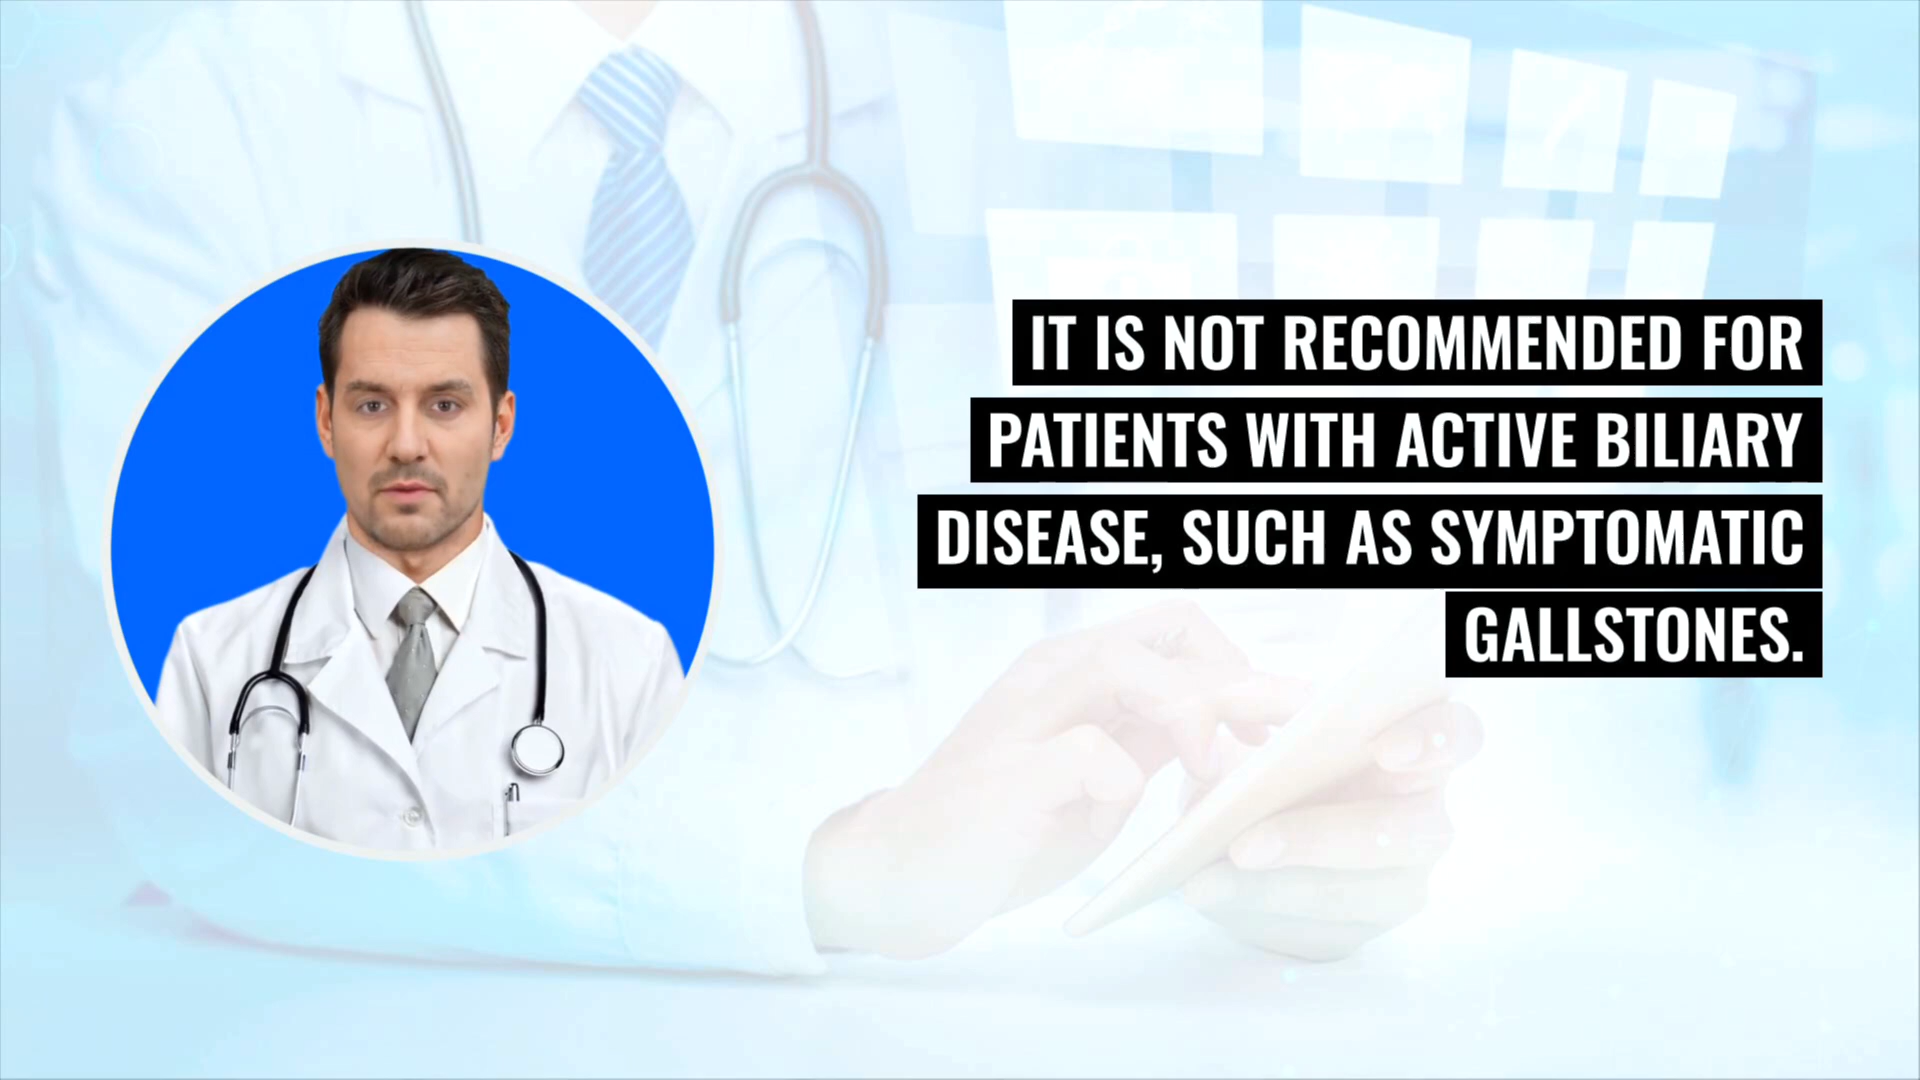 IT IS NOT RECOMMENDED FOR
PATIENTS WITH ACTIVE BILIARY
DISEASE, SUCH AS SYMPTOMATIC
GALLSTONES.